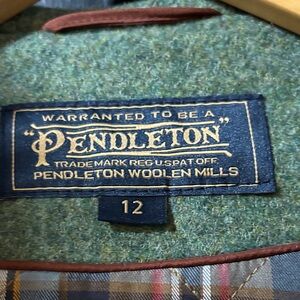 WARRANTED TO BE A
"PENDLETON"
TRADE MARK REG U.S. PAT. OFF.
PENDLETON WOOLEN MILLS
12